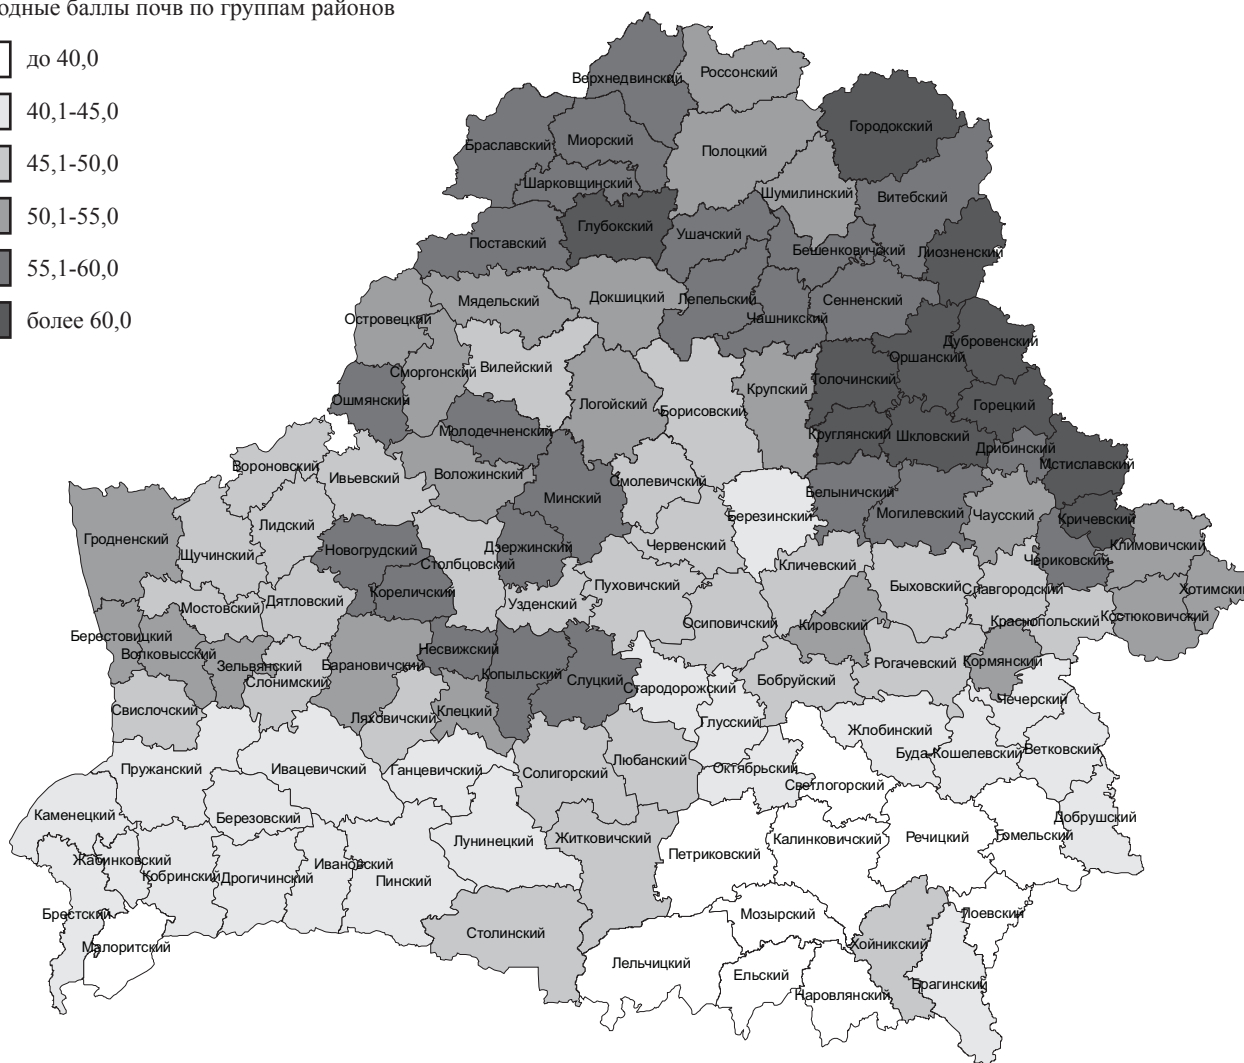 одные баллы почв по группам районов
до 40,0
40,1-45,0
45,1-50,0
50,1-55,0
55,1-60,0
более 60,0
Верхнедвинский
Россонский
Городокский
Браславский
Миорский
Полоцкий
Шарковщинский
Шумилинский
Витебский
Глубокский
Ушачский
Поставский
Бешенковичский
Лиозненский
Мядельский
Докшицкий
Лепельский
Сенненский
Островецкий
Чашникский
Дубровенский
Оршанский
Сморгонский
Вилейский
Толочинский
Крупский
Ошмянский
Логойский
Борисовский
Горецкий
Молодечненский
Круглянский
Шкловский
Дрибинский
Вороновский
Ивьевский
Воложинский
Смолевичский
Мстиславский
Минский
Белыничский
Лидский
Березинский
Могилевский
Чаусский
Кричевский
Гродненский
Щучинский
Новогрудский
Дзержинский
Столбцовский
Червенский
Климовичский
Кличевский
Чериковский
Мостовский
Дятловский
Кореличский
Узденский
Пуховичский
Быховский
Славгородский
Хотимский
Осиповичский
Кировский
Краснопольский
Костюковичский
Берестовицкий
Волковысский
Зельвянский
Барановичский
Несвижский
Рогачевский
Кормянский
Слонимский
Копыльский
Слуцкий
Стародорожский
Бобруйский
Свислочский
Ляховичский
Клецкий
Глусский
Чечерский
Жлобинский
Буда-Кошелевский
Ветковский
Пружанский
Ивацевичский
Ганцевичский
Солигорский
Любанский
Октябрьский
Светлогорский
Каменецкий
Березовский
Лунинецкий
Житковичский
Калинковичский
Речицкий
Гомельский
Добрушский
Жабинковский
Кобринский
Дрогичинский
Ивановский
Пинский
Петриковский
Брестский
Малоритский
Столинский
Мозырский
Лоевский
Хойникский
Лельчицкий
Ельский
Наровлянский
Брагинский